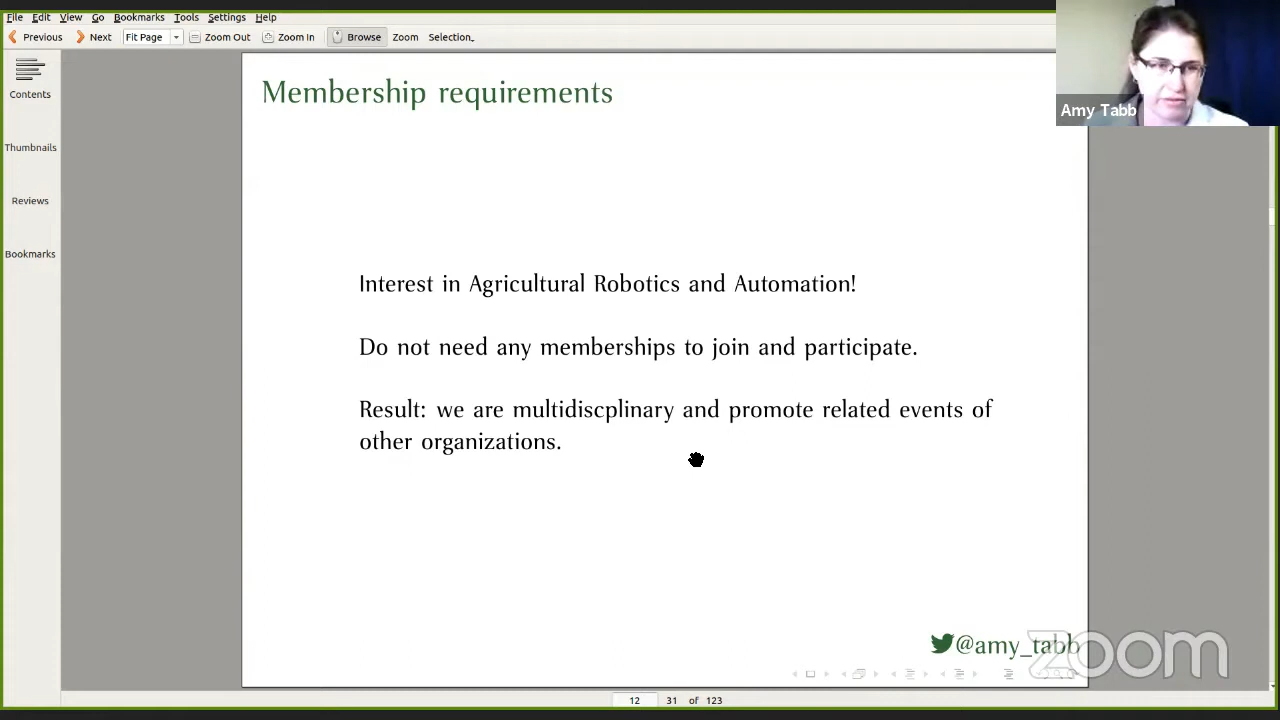 File Edit View Go Bookmarks Tools Settings Help
Previous Next Fit Page Zoom Out Zoom In Browse Zoom Selection
Contents
Thumbnails
Reviews
Bookmarks
Amy Tabb
Membership requirements
Interest in Agricultural Robotics and Automation!
Do not need any memberships to join and participate.
Result: we are multidiscplinary and promote related events of
other organizations.
@amy_tabb
zoom
12 31 of 123